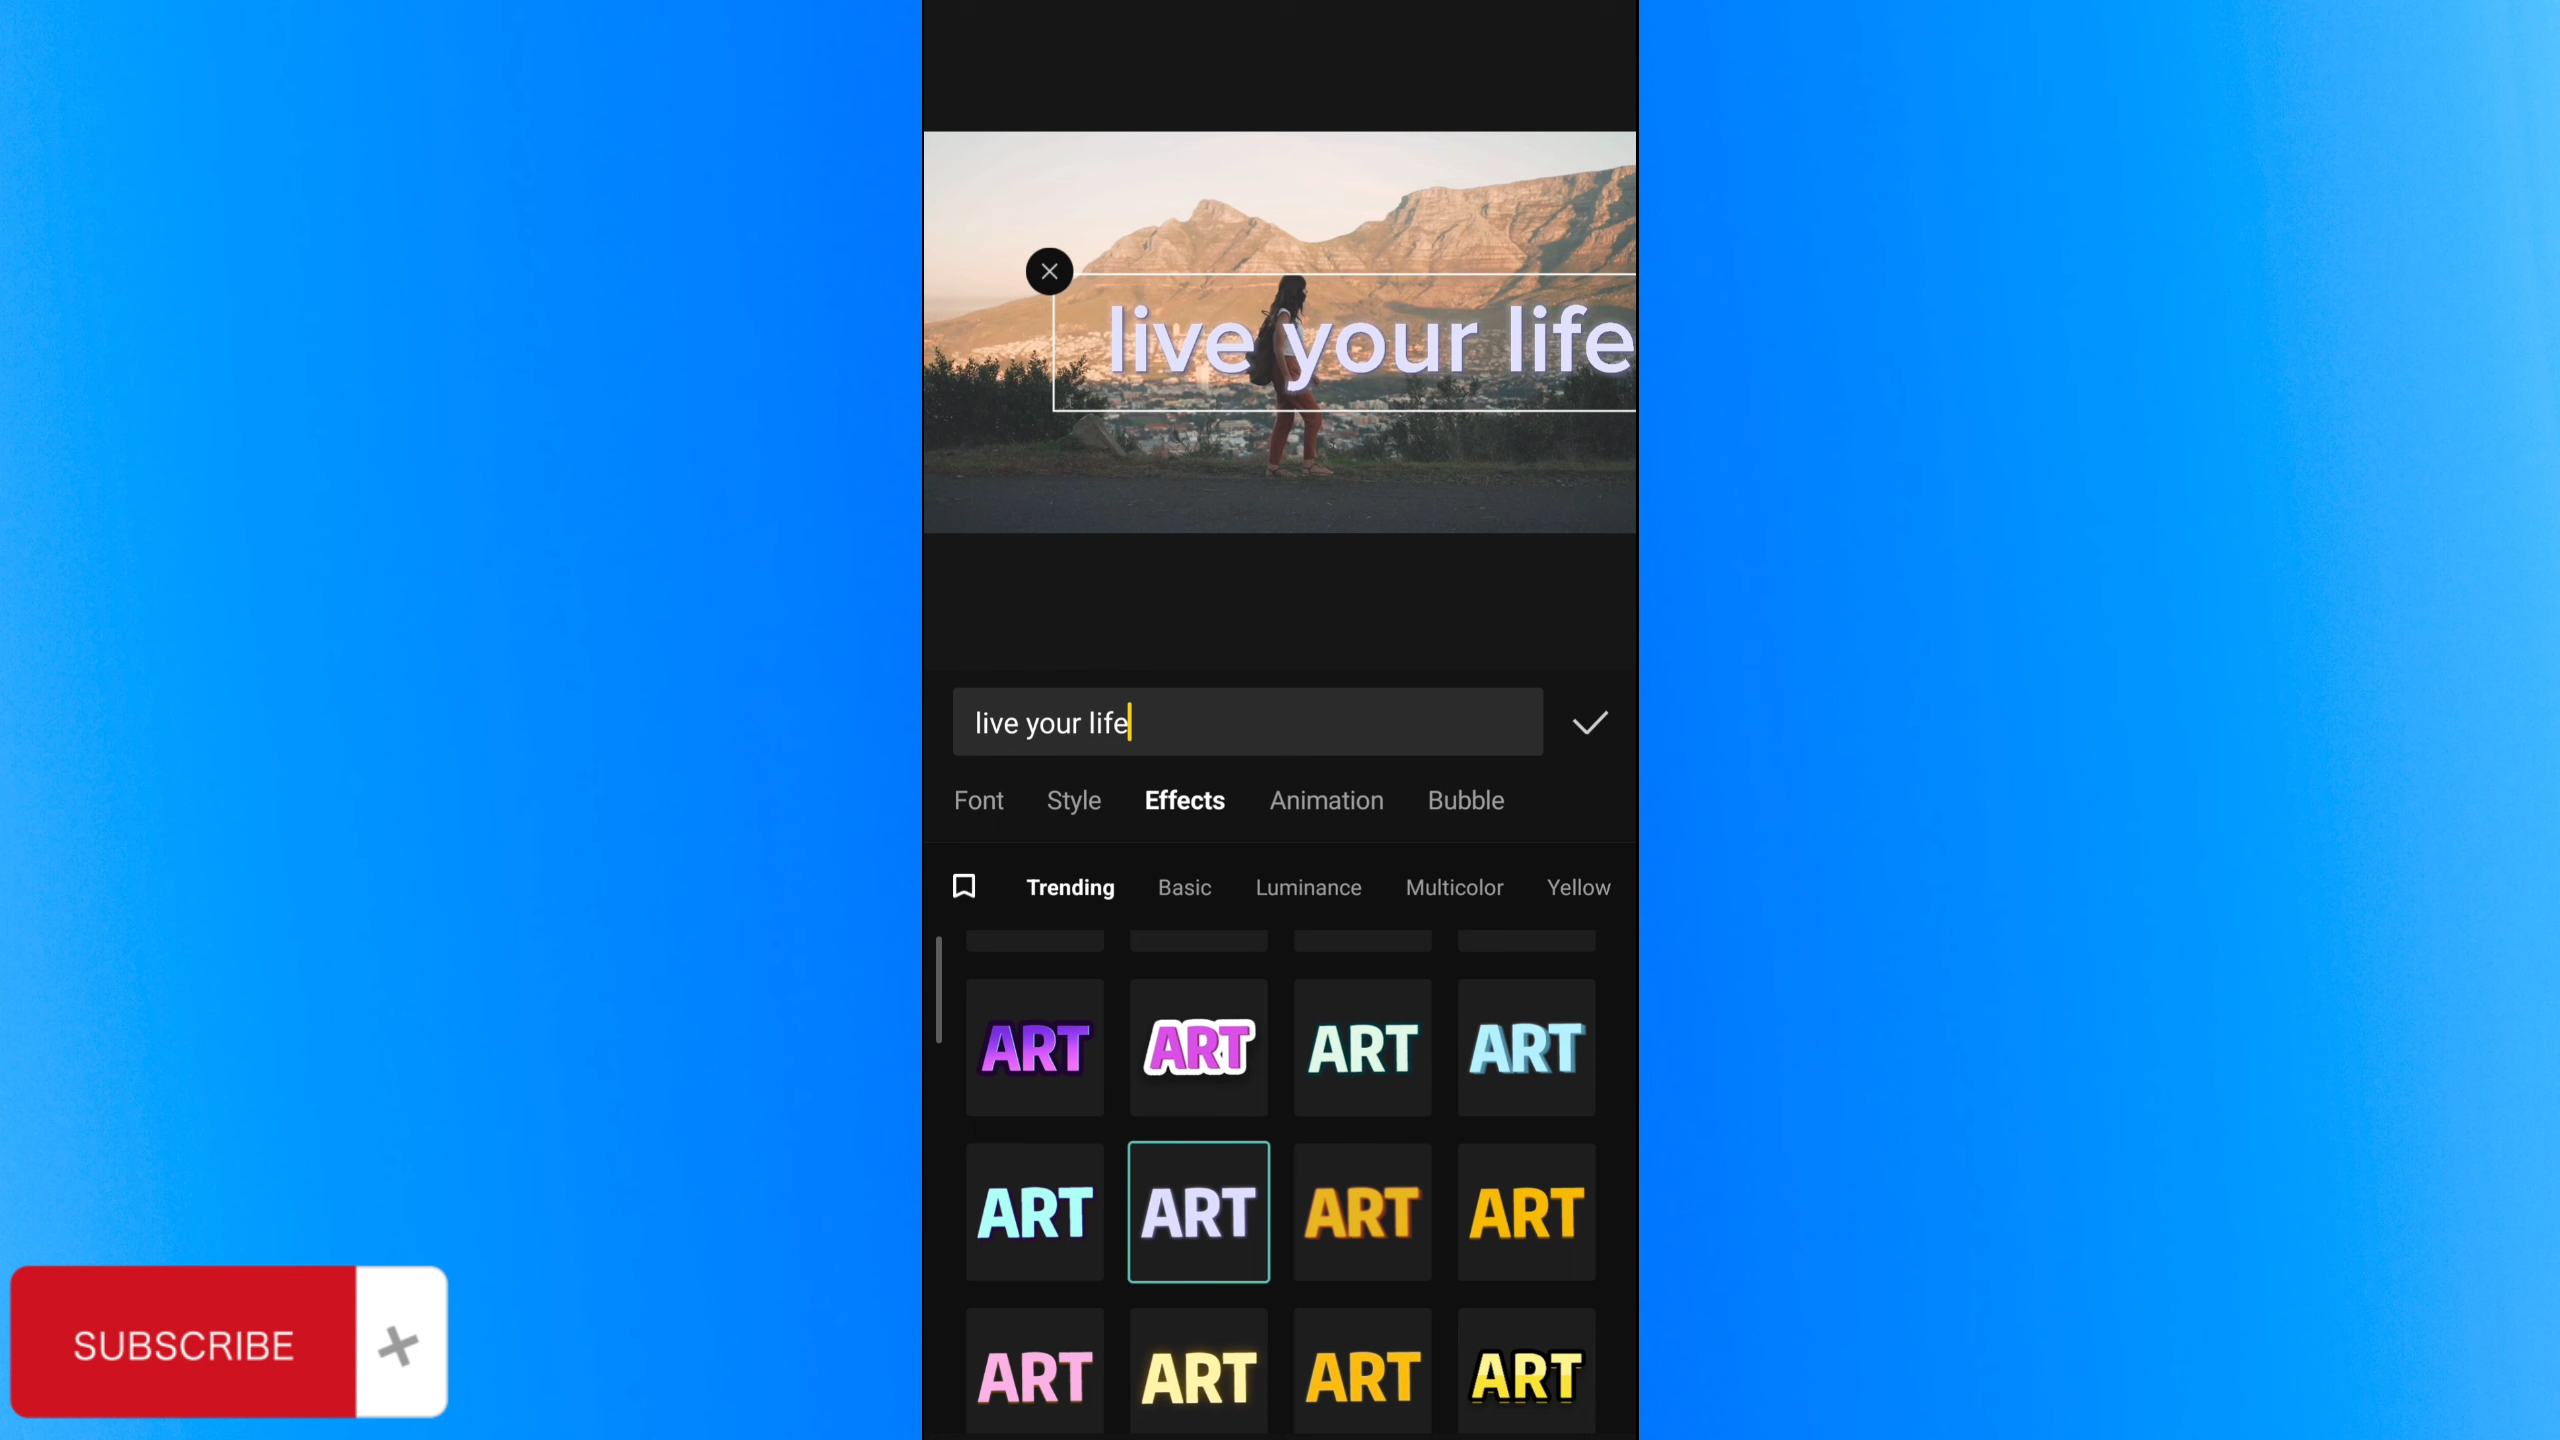 live your life
live your life
Font Style Effects Animation Bubble
Trending Basic Luminance Multicolor Yellow
ART ART ART ART
ART ART ART ART
ART ART ART ART
SUBSCRIBE